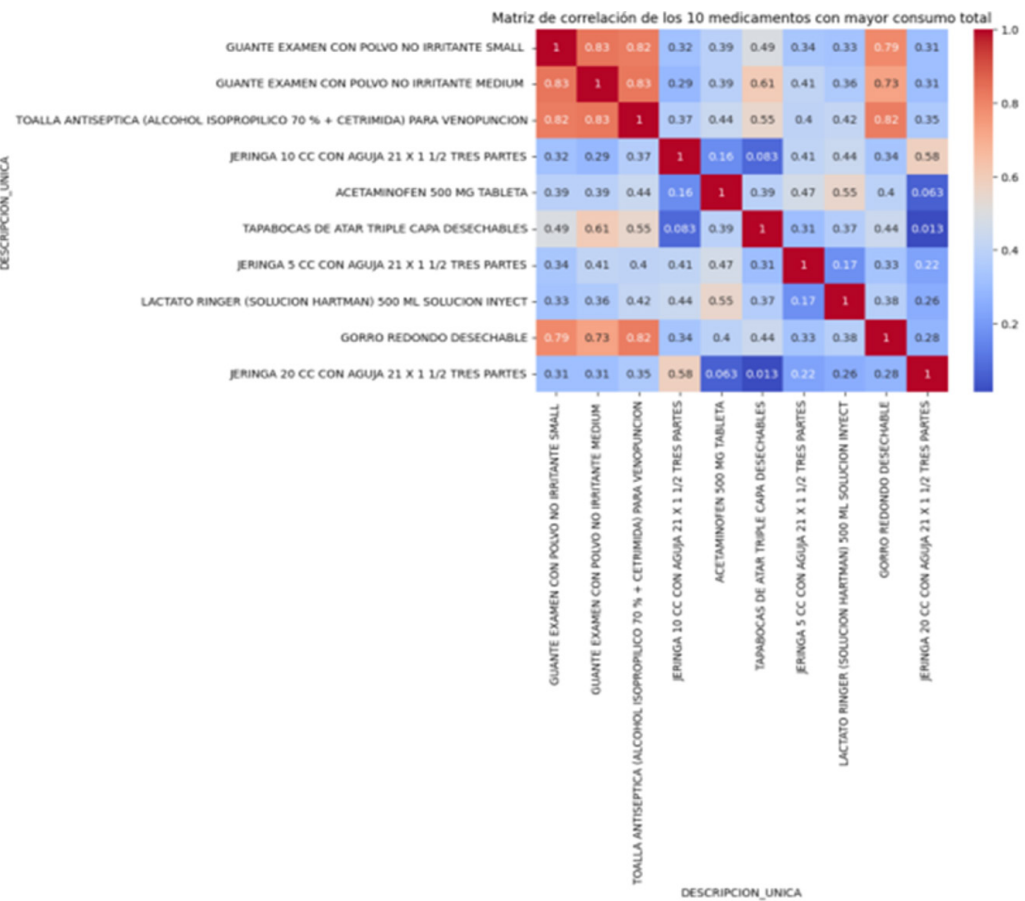 Matriz de correlación de los 10 medicamentos con mayor consumo total
GUANTE EXAMEN CON POLVO NO IRRITANTE SMALL 1 0.83 0.82 0.32 0.39 0.49 0.34 0.33 0.79 0.31
GUANTE EXAMEN CON POLVO NO IRRITANTE MEDIUM 0.83 1 0.83 0.29 0.39 0.61 0.41 0.36 0.73 0.31
TOALLA ANTISEPTICA (ALCOHOL ISOPROPILICO 70 % + CETRIMIDA) PARA VENOPUNCION 0.82 0.83 1 0.37 0.44 0.55 0.4 0.42 0.82 0.35
JERINGA 10 CC CON AGUJA 21 X 1 1/2 TRES PARTES 0.32 0.29 0.37 1 0.16 0.083 0.41 0.44 0.34 0.58
ACETAMINOFEN 500 MG TABLETA 0.39 0.39 0.44 0.16 1 0.39 0.47 0.55 0.4 0.063
TAPABOCAS DE ATAR TRIPLE CAPA DESECHABLES 0.49 0.61 0.55 0.083 0.39 1 0.31 0.37 0.44 0.013
JERINGA 5 CC CON AGUJA 21 X 1 1/2 TRES PARTES 0.34 0.41 0.4 0.41 0.47 0.31 1 0.17 0.33 0.22
LACTATO RINGER (SOLUCION HARTMAN) 500 ML SOLUCION INYECT 0.33 0.36 0.42 0.44 0.55 0.37 0.17 1 0.38 0.26
GORRO REDONDO DESECHABLE 0.79 0.73 0.82 0.34 0.4 0.44 0.33 0.38 1 0.28
JERINGA 20 CC CON AGUJA 21 X 1 1/2 TRES PARTES 0.31 0.31 0.35 0.58 0.063 0.013 0.22 0.26 0.28 1
DESCRIPCION_UNICA
1.0
0.8
0.6
0.4
0.2
GUANTE EXAMEN CON POLVO NO IRRITANTE SMALL
GUANTE EXAMEN CON POLVO NO IRRITANTE MEDIUM
TOALLA ANTISEPTICA (ALCOHOL ISOPROPILICO 70 % + CETRIMIDA) PARA VENOPUNCION
JERINGA 10 CC CON AGUJA 21 X 1 1/2 TRES PARTES
ACETAMINOFEN 500 MG TABLETA
TAPABOCAS DE ATAR TRIPLE CAPA DESECHABLES
JERINGA 5 CC CON AGUJA 21 X 1 1/2 TRES PARTES
LACTATO RINGER (SOLUCION HARTMAN) 500 ML SOLUCION INYECT
GORRO REDONDO DESECHABLE
JERINGA 20 CC CON AGUJA 21 X 1 1/2 TRES PARTES
DESCRIPCION_UNICA